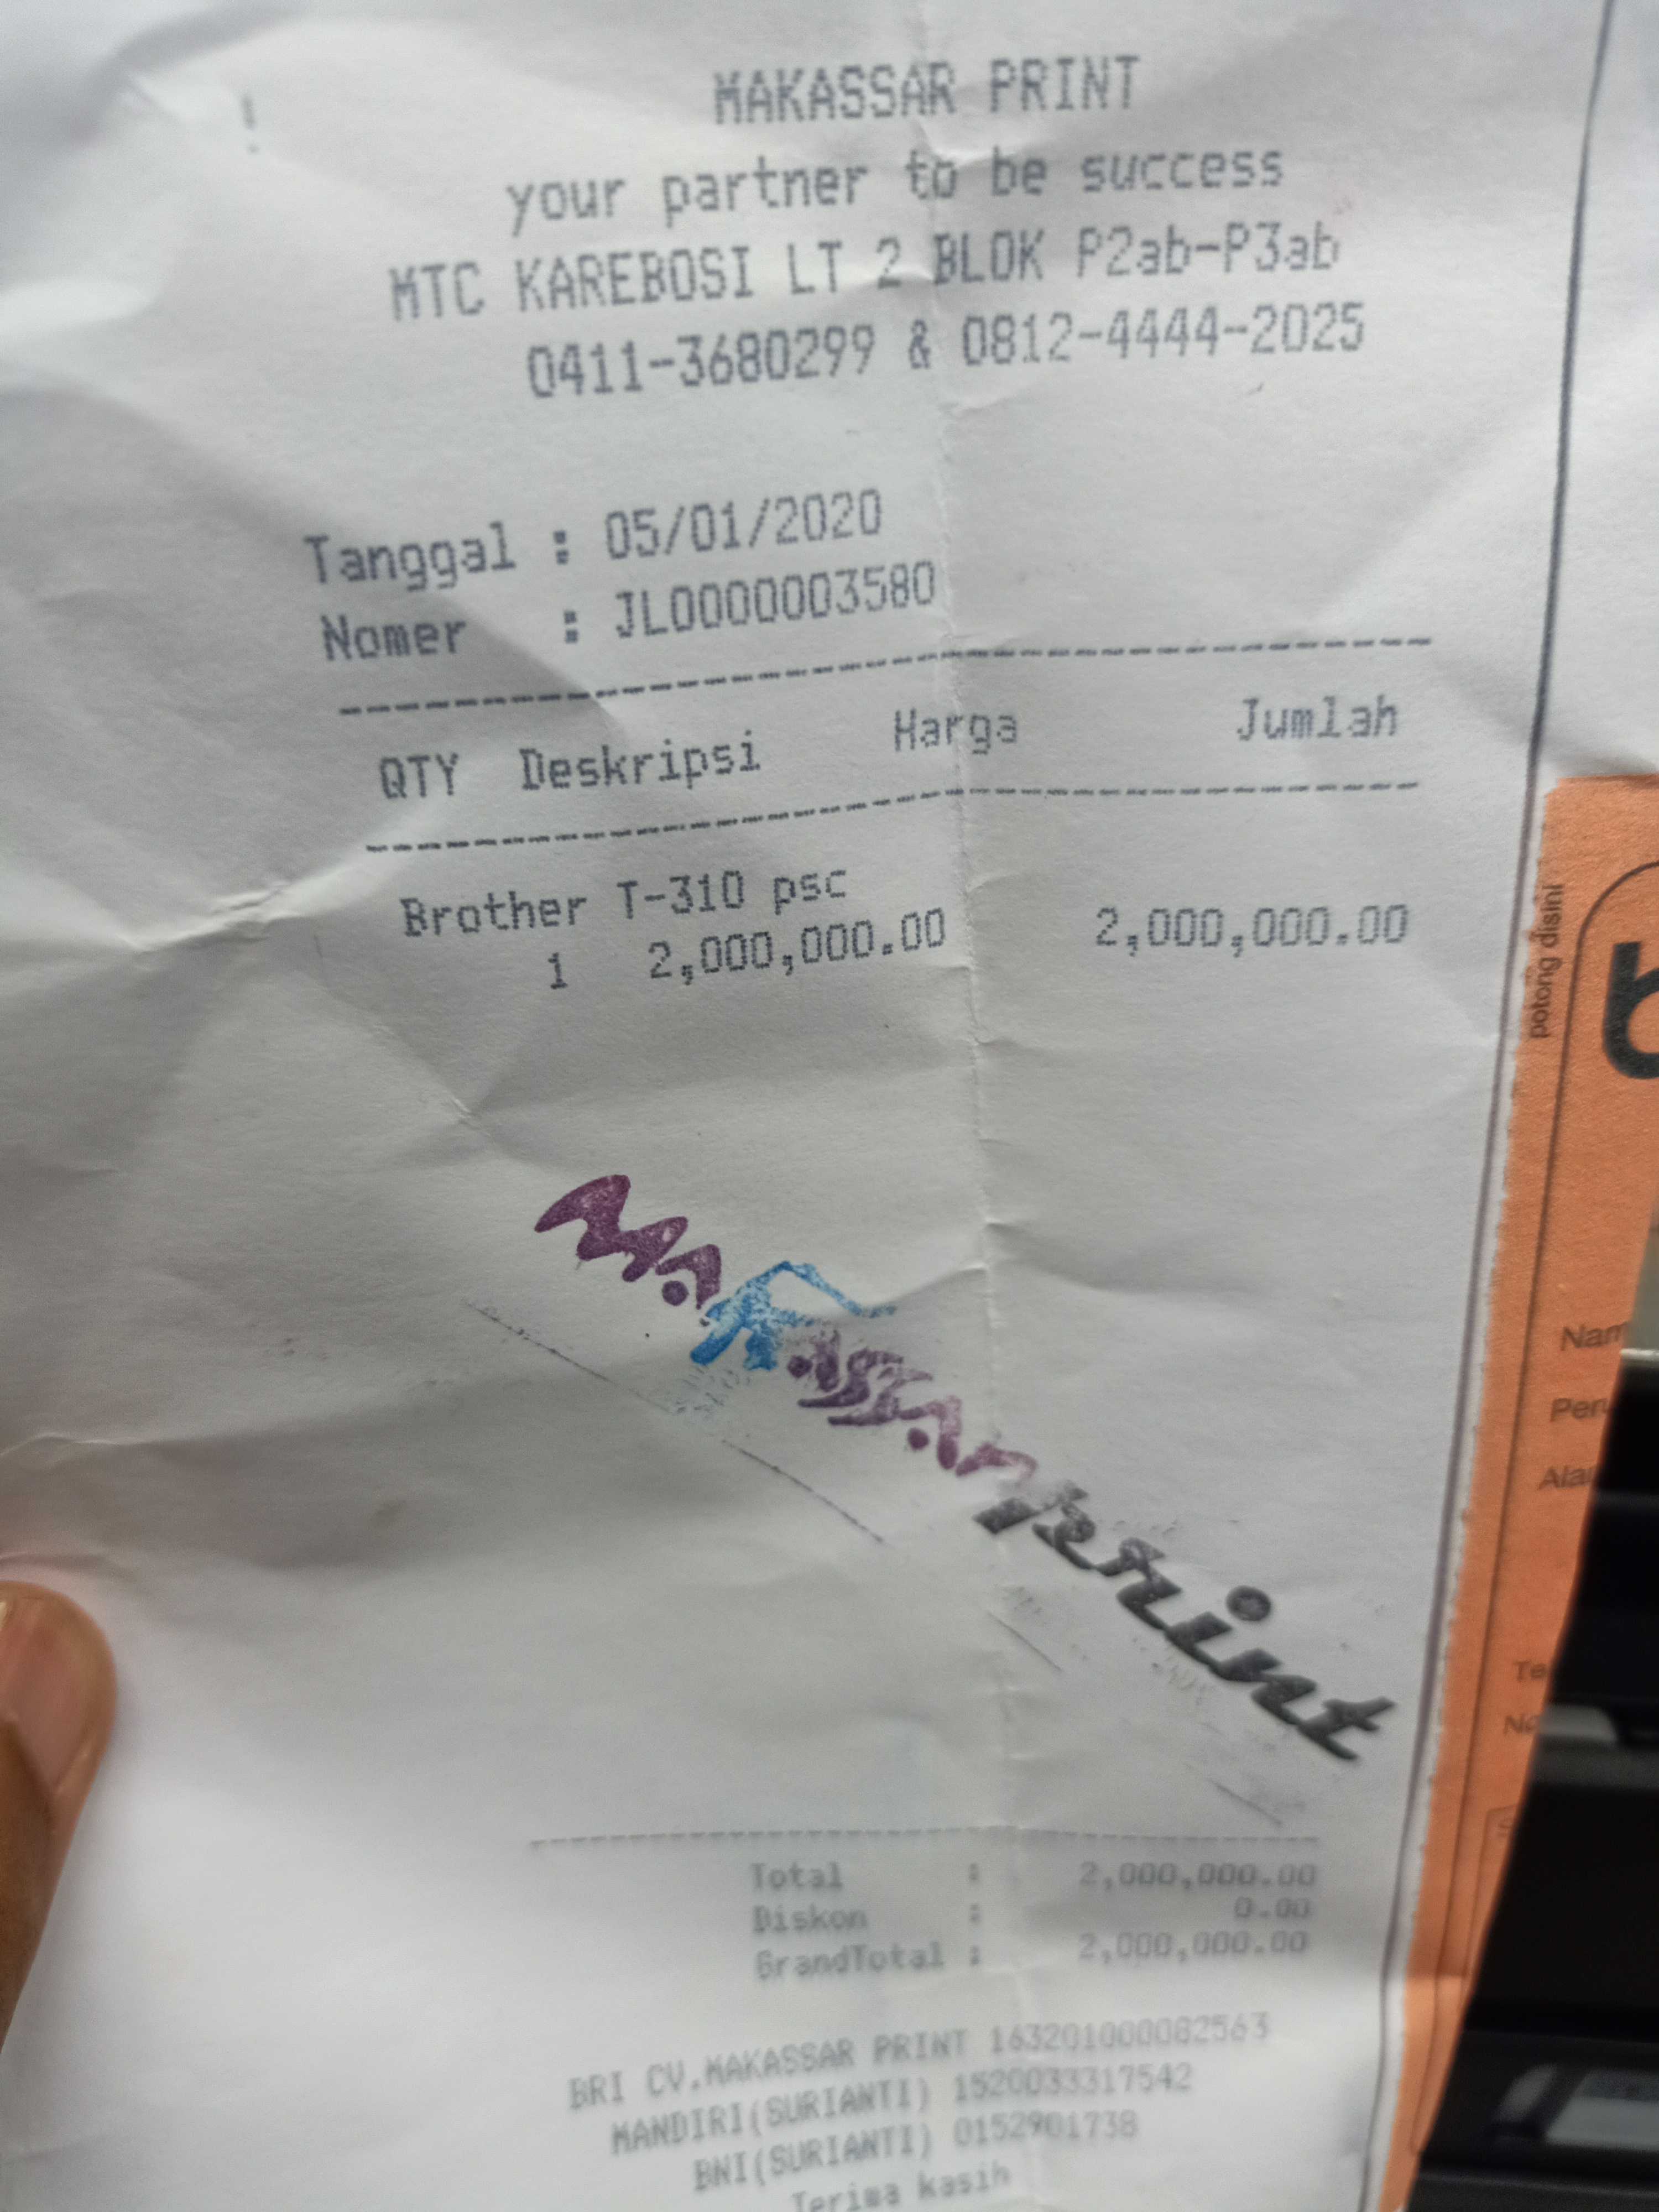 MAKASSAR PRINT
your partner to be success
MTC KAREBOSI LT 2 BLOK P2ab-P3ab
0411-3680299 & 0812-4444-2025
Tanggal : 05/01/2020
Nomer : JL0000003580
QTY Deskripsi Harga Jumlah
Brother T-310 psc
1 2,000,000.00 2,000,000.00
Makassar Print
Total : 2,000,000.00
Diskon : 0.00
GrandTotal : 2,000,000.00
BRI CV.MAKASSAR PRINT 163201000082563
MANDIRI(SURIANTI) 1520033317542
BNI(SURIANTI) 0152901738
Terima kasih
potong disini